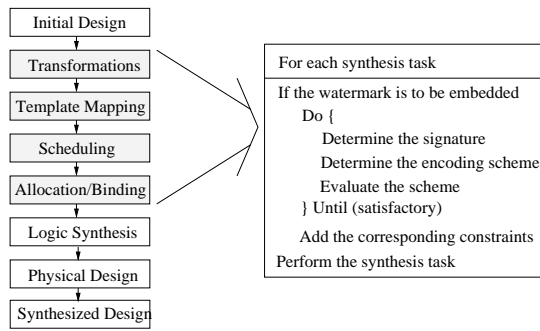 Initial Design
Transformations
Template Mapping
Scheduling
Allocation/Binding
Logic Synthesis
Physical Design
Synthesized Design
For each synthesis task
If the watermark is to be embedded
Do {
Determine the signature
Determine the encoding scheme
Evaluate the scheme
} Until (satisfactory)
Add the corresponding constraints
Perform the synthesis task